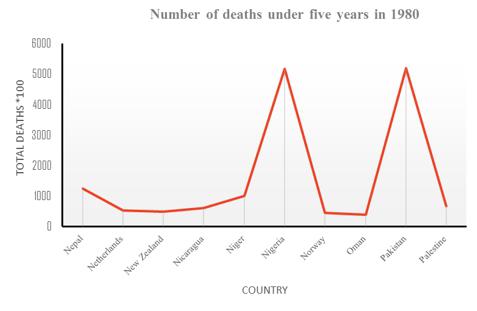 Number of deaths under five years in 1980
TOTAL DEATHS *100
6000
5000
4000
3000
2000
1000
0
Nepal
Netherlands
New Zealand
Nicaragua
Niger
Nigeria
Norway
Oman
Pakistan
Palestine
COUNTRY